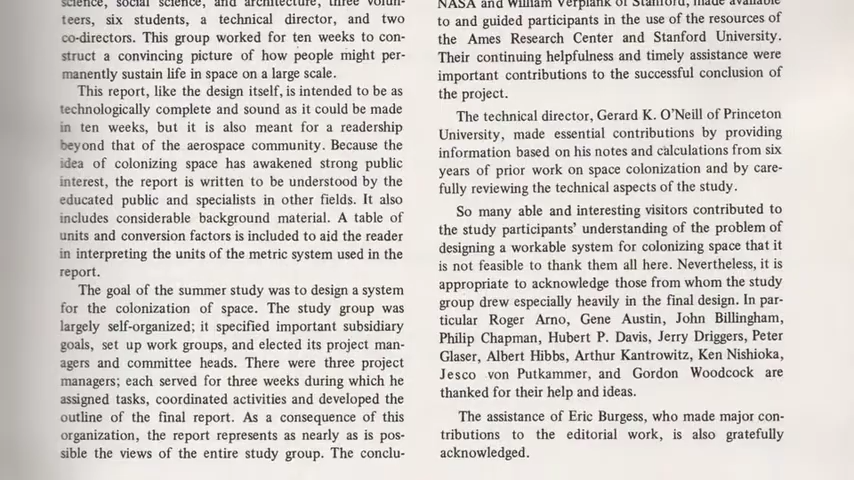 science, social science, and architecture, three volun-
teers, six students, a technical director, and two
co-directors. This group worked for ten weeks to con-
struct a convincing picture of how people might per-
manently sustain life in space on a large scale.
This report, like the design itself, is intended to be as
technologically complete and sound as it could be made
in ten weeks, but it is also meant for a readership
beyond that of the aerospace community. Because the
idea of colonizing space has awakened strong public
interest, the report is written to be understood by the
educated public and specialists in other fields. It also
includes considerable background material. A table of
units and conversion factors is included to aid the reader
in interpreting the units of the metric system used in the
report.
The goal of the summer study was to design a system
for the colonization of space. The study group was
largely self-organized; it specified important subsidiary
goals, set up work groups, and elected its project man-
agers and committee heads. There were three project
managers; each served for three weeks during which he
assigned tasks, coordinated activities and developed the
outline of the final report. As a consequence of this
organization, the report represents as nearly as is pos-
sible the views of the entire study group. The conclu-
NASA and William Verplank of Stanford, made available
to and guided participants in the use of the resources of
the Ames Research Center and Stanford University.
Their continuing helpfulness and timely assistance were
important contributions to the successful conclusion of
the project.
The technical director, Gerard K. O'Neill of Princeton
University, made essential contributions by providing
information based on his notes and calculations from six
years of prior work on space colonization and by care-
fully reviewing the technical aspects of the study.
So many able and interesting visitors contributed to
the study participants' understanding of the problem of
designing a workable system for colonizing space that it
is not feasible to thank them all here. Nevertheless, it is
appropriate to acknowledge those from whom the study
group drew especially heavily in the final design. In par-
ticular Roger Arno, Gene Austin, John Billingham,
Philip Chapman, Hubert P. Davis, Jerry Driggers, Peter
Glaser, Albert Hibbs, Arthur Kantrowitz, Ken Nishioka,
Jesco von Putkammer, and Gordon Woodcock are
thanked for their help and ideas.
The assistance of Eric Burgess, who made major con-
tributions to the editorial work, is also gratefully
acknowledged.